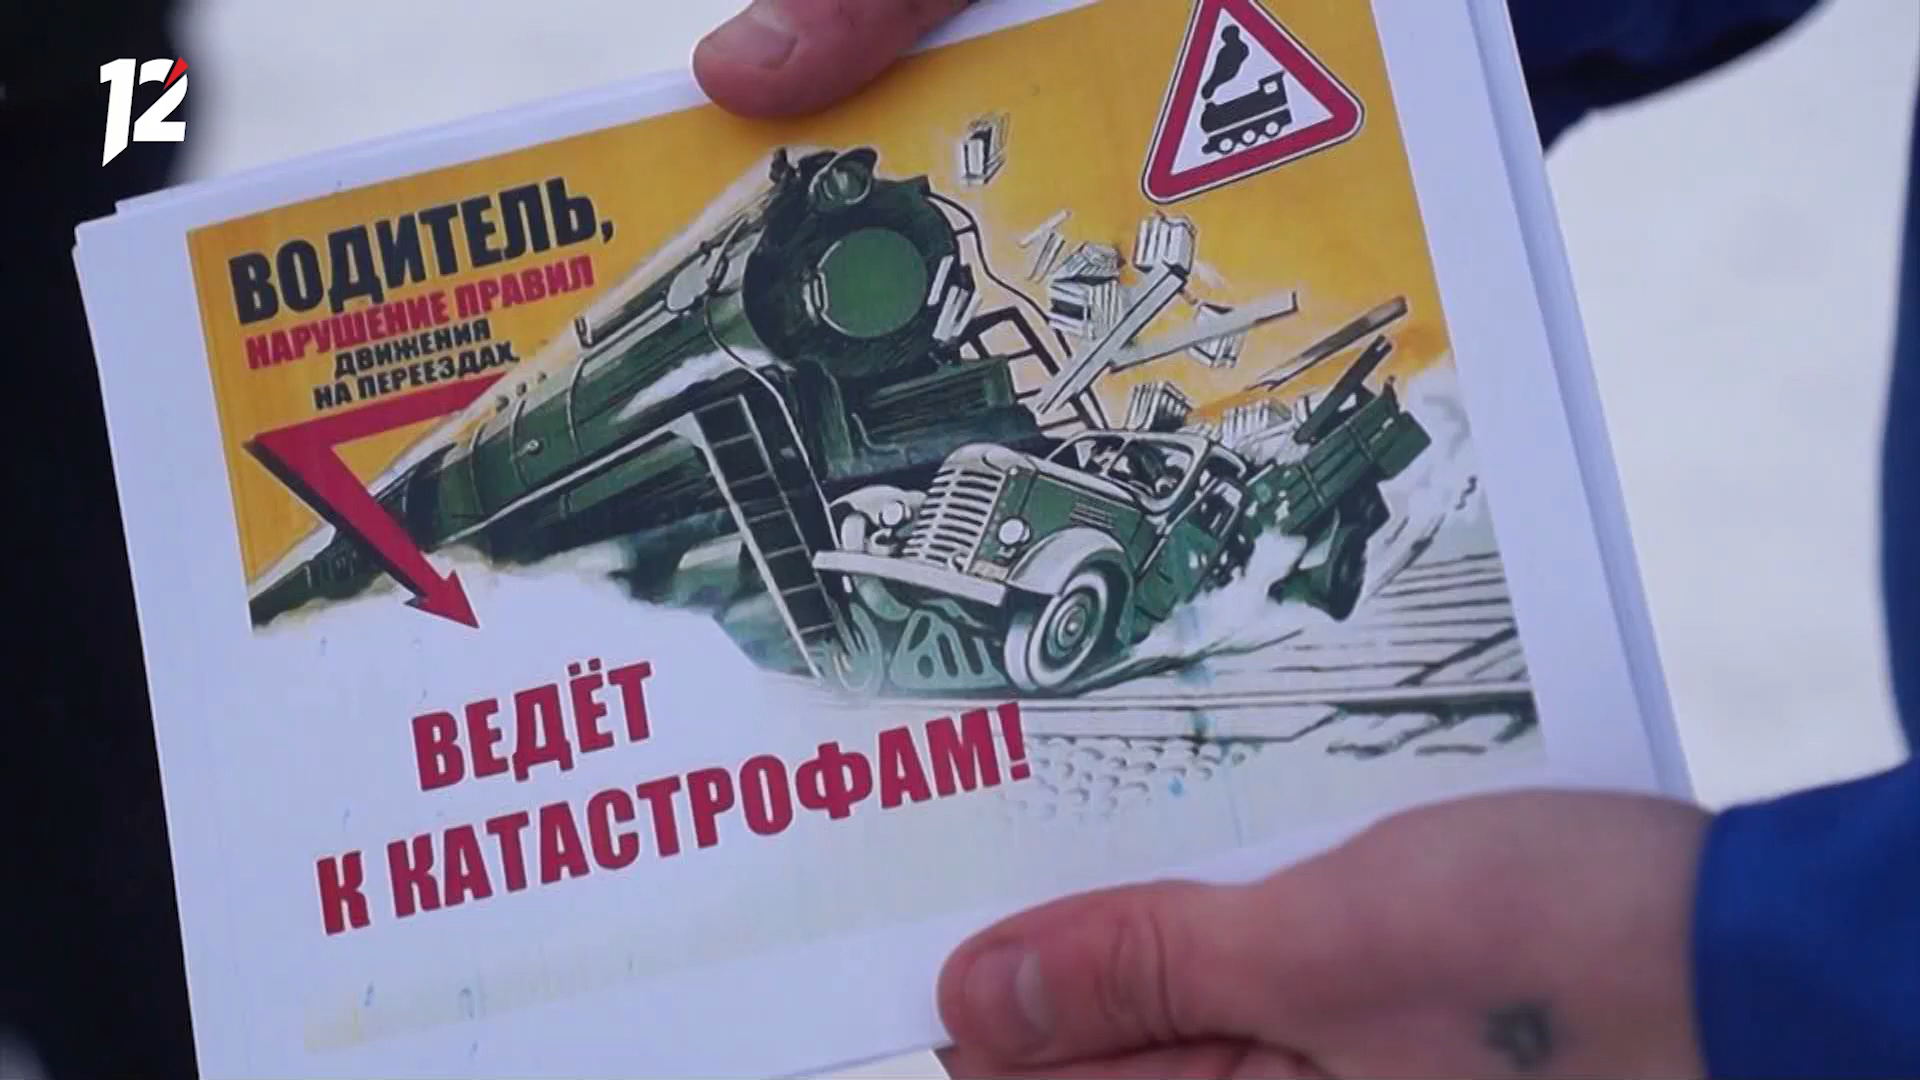 12
ВОДИТЕЛЬ,
НАРУШЕНИЕ ПРАВИЛ
ДВИЖЕНИЯ
НА ПЕРЕЕЗДАХ
ВЕДЁТ
К КАТАСТРОФАМ!